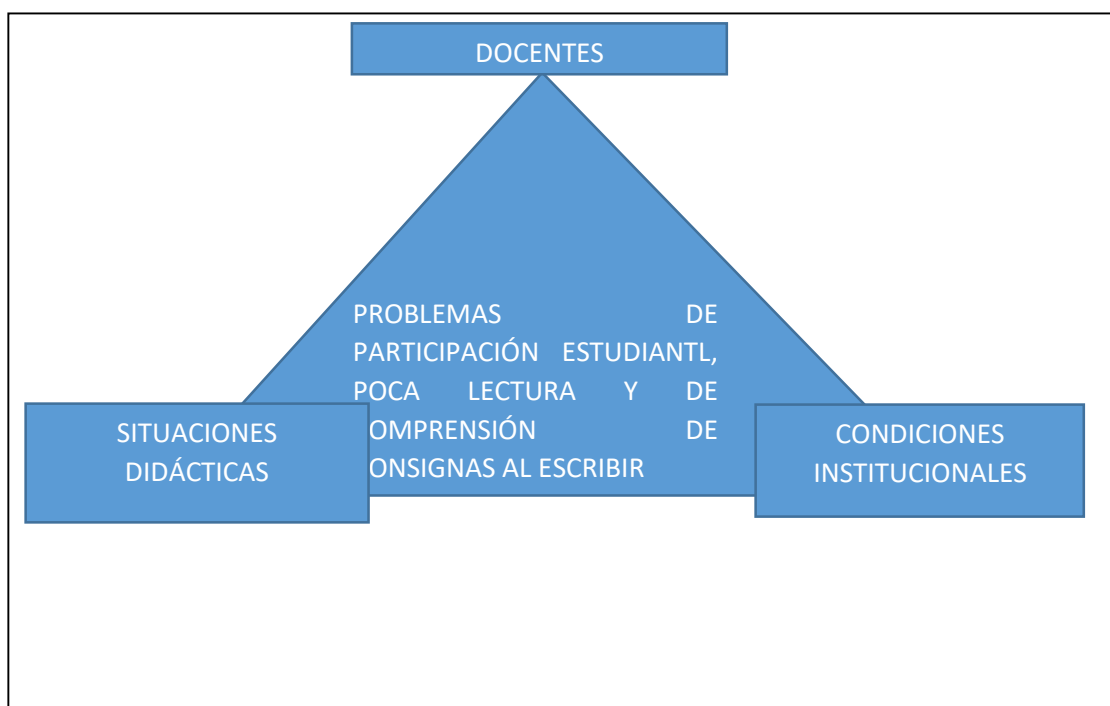 DOCENTES
PROBLEMAS DE
PARTICIPACIÓN ESTUDIANTL,
POCA LECTURA Y DE
OMPRENSIÓN DE
ONSIGNAS AL ESCRIBIR
SITUACIONES
DIDÁCTICAS
CONDICIONES
INSTITUCIONALES